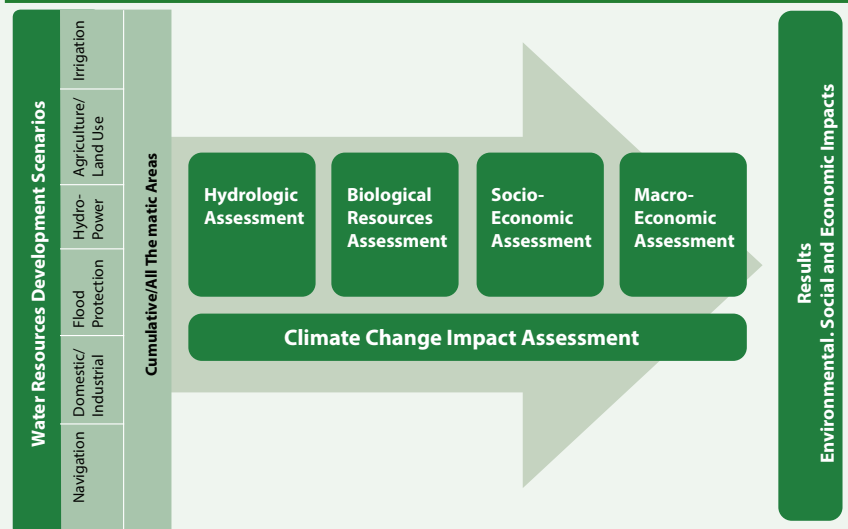 Water Resources Development Scenarios
Irrigation
Agriculture/
Land Use
Hydro-
Power
Flood
Protection
Domestic/
Industrial
Navigation
Cumulative/All The matic Areas
Hydrologic
Assessment
Biological
Resources
Assessment
Socio-
Economic
Assessment
Macro-
Economic
Assessment
Climate Change Impact Assessment
Results
Environmental. Social and Economic Impacts